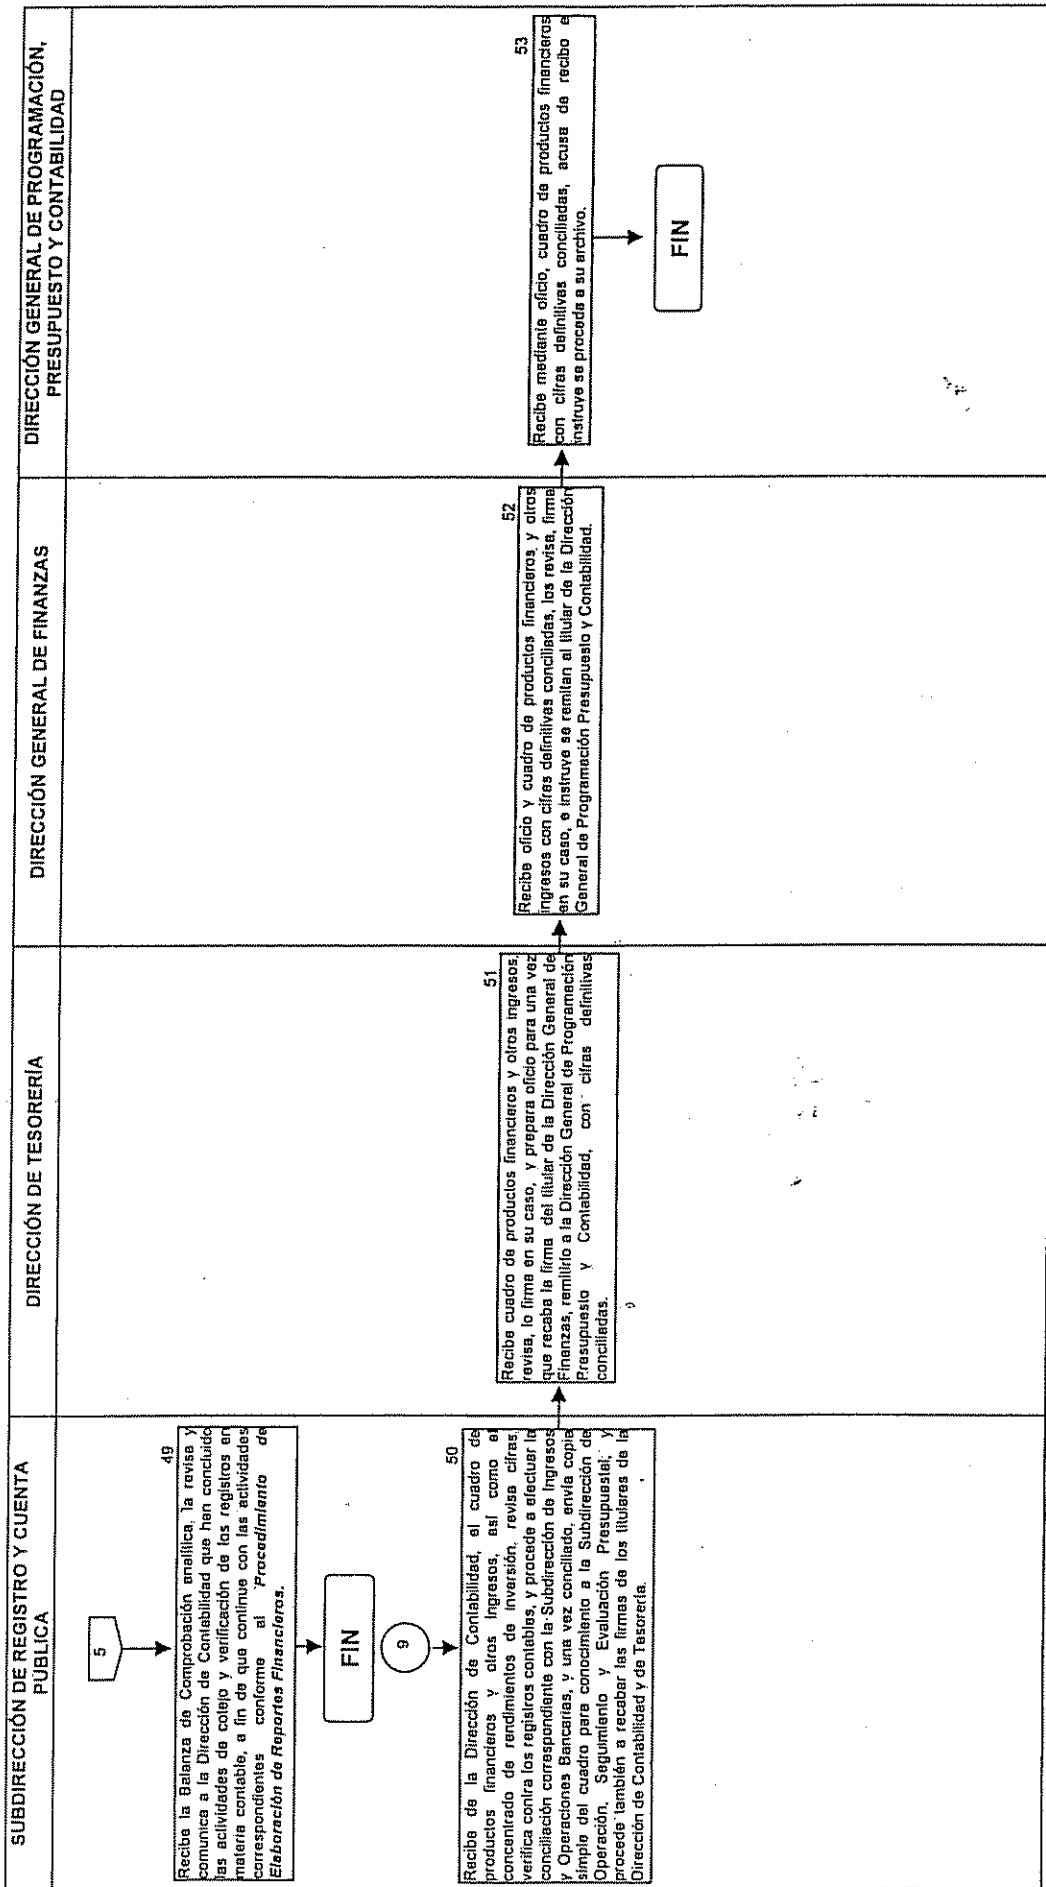 SUBDIRECCIÓN DE REGISTRO Y CUENTA
PÚBLICA
DIRECCIÓN DE TESORERÍA
DIRECCIÓN GENERAL DE FINANZAS
DIRECCIÓN GENERAL DE PROGRAMACIÓN,
PRESUPUESTO Y CONTABILIDAD
5
49
Recibe la Balanza de Comprobación analítica, la revisa y
comunica a la Dirección de Contabilidad que han concluido
las actividades de cotejo y verificación de los registros en
materia contable, a fin de que continue con las actividades
correspondientes conforme al Procedimiento de
Elaboración de Reportes Financieros.
FIN
9
50
Recibe de la Dirección de Contabilidad, el cuadro de
productos financieros y otros ingresos, así como el
concentrado de rendimientos de inversión, revisa cifras,
verifica contra los registros contables, y procede a efectuar la
conciliación correspondiente con la Subdirección de Ingresos
y Operaciones Bancarias, y una vez conciliado, envía copia
simple del cuadro para conocimiento a la Subdirección de
Operación, Seguimiento y Evaluación Presupuestal; y
procede también a recabar las firmas de los titulares de la
Dirección de Contabilidad y de Tesorería.
51
Recibe cuadro de productos financieros y otros ingresos,
revisa, lo firma en su caso, y prepara oficio para una vez
que recaba la firma del titular de la Dirección General de
Finanzas, remitirlo a la Dirección General de Programación
Presupuesto y Contabilidad, con cifras definitivas
conciliadas.
52
Recibe oficio y cuadro de productos financieros y otros
ingresos con cifras definitivas conciliadas, los revisa, firma
en su caso, e instruye se remitan al titular de la Dirección
General de Programación Presupuesto y Contabilidad.
53
Recibe mediante oficio, cuadro de productos financieros
con cifras definitivas conciliadas, acusa de recibo e
instruye se proceda a su archivo.
FIN